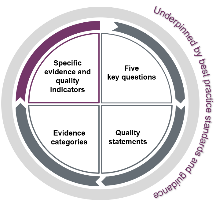 Specific
evidence and
quality
indicators
Five
key questions
Evidence
categories
Quality
statements
Underpinned by best practice standards and guidance